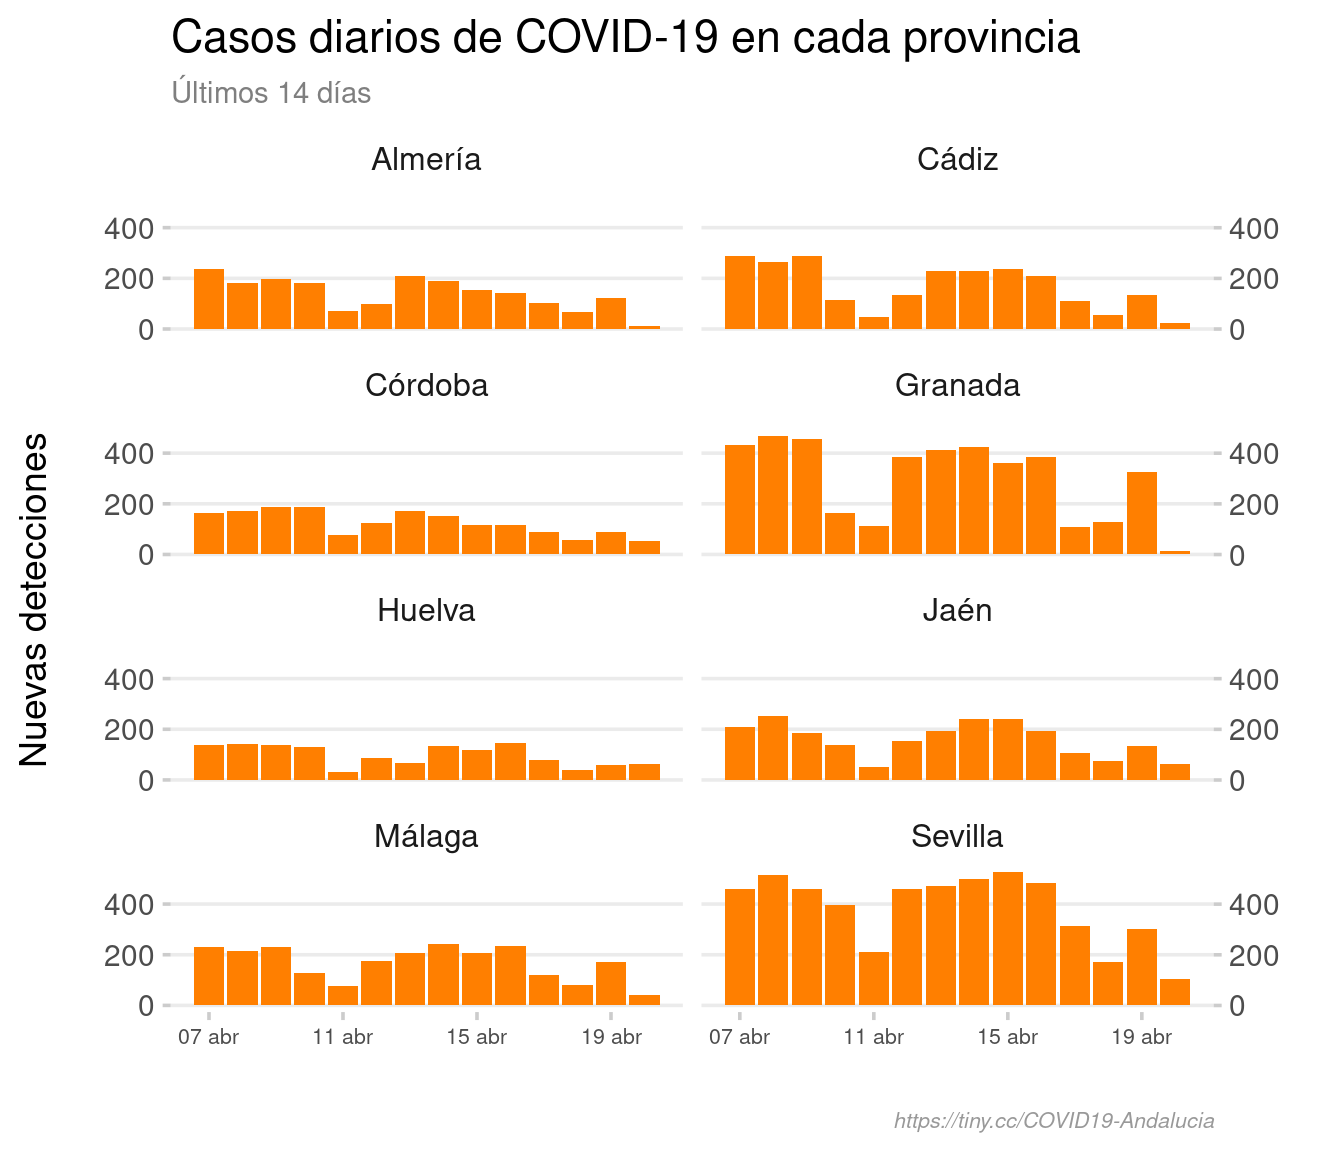 Casos diarios de COVID-19 en cada provincia
Últimos 14 días
Almería
Cádiz
400
200
0
400
200
0
Córdoba
Granada
400
200
0
400
200
0
Nuevas detecciones
Huelva
Jaén
400
200
0
400
200
0
Málaga
Sevilla
400
200
0
400
200
0
07 abr 11 abr 15 abr 19 abr
07 abr 11 abr 15 abr 19 abr
https://tiny.cc/COVID19-Andalucia